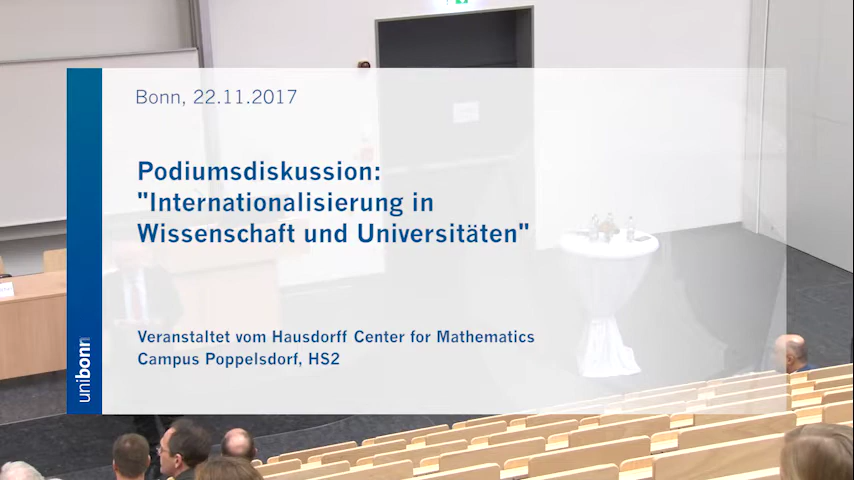 Bonn, 22.11.2017
Podiumsdiskussion:
"Internationalisierung in
Wissenschaft und Universitäten"
Veranstaltet vom Hausdorff Center for Mathematics
Campus Poppelsdorf, HS2
unibonn